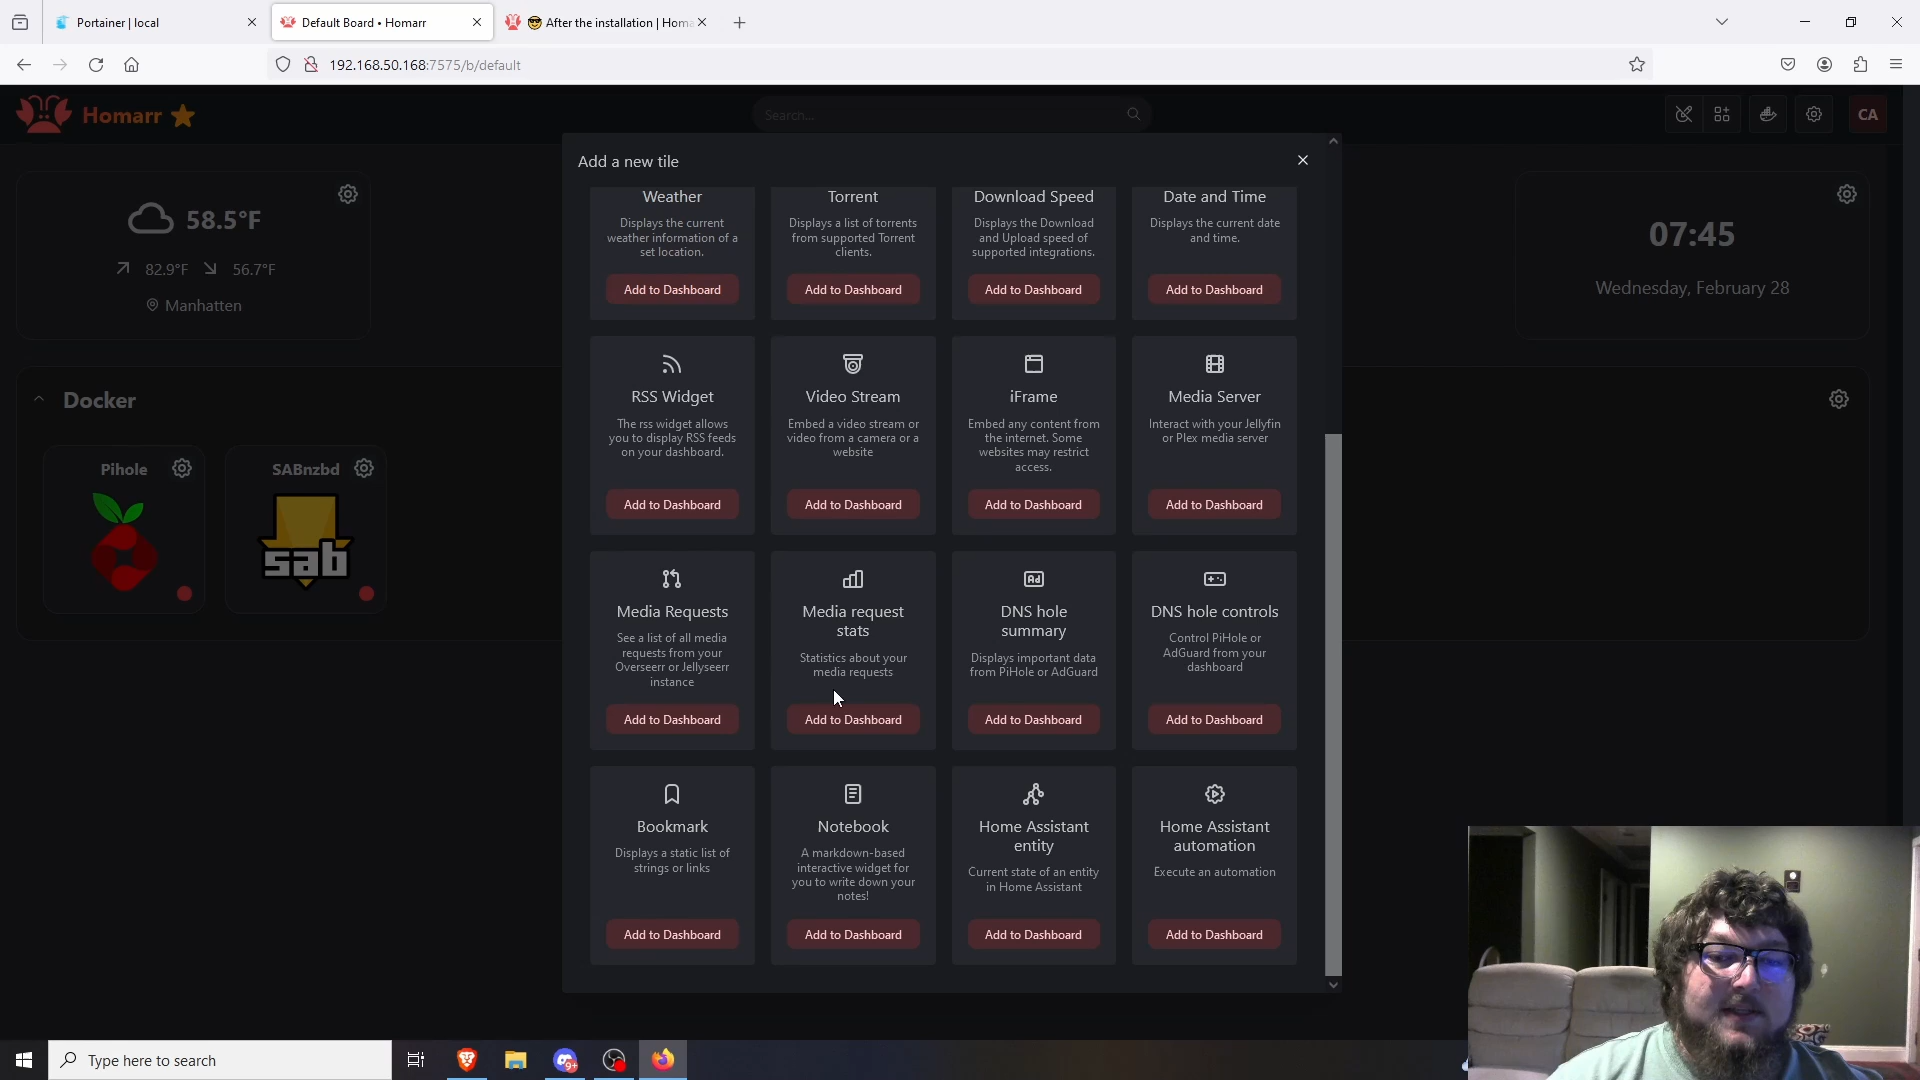 Portainer | local
Default Board • Homarr
😎 After the installation | Homa
192.168.50.168:7575/b/default
Homarr
Search...
CA
58.5°F
82.9°F
56.7°F
Manhatten
07:45
Wednesday, February 28
Docker
Pihole
SABnzbd
sab
Add a new tile
Weather
Displays the current
weather information of a
set location.
Add to Dashboard
Torrent
Displays a list of torrents
from supported Torrent
clients.
Add to Dashboard
Download Speed
Displays the Download
and Upload speed of
supported integrations.
Add to Dashboard
Date and Time
Displays the current date
and time.
Add to Dashboard
RSS Widget
The rss widget allows
you to display RSS feeds
on your dashboard.
Add to Dashboard
Video Stream
Embed a video stream or
video from a camera or a
website
Add to Dashboard
iFrame
Embed any content from
the internet. Some
websites may restrict
access.
Add to Dashboard
Media Server
Interact with your Jellyfin
or Plex media server
Add to Dashboard
Media Requests
See a list of all media
requests from your
Overseerr or Jellyseerr
instance
Add to Dashboard
Media request
stats
Statistics about your
media requests
Add to Dashboard
Ad
DNS hole
summary
Displays important data
from PiHole or AdGuard
Add to Dashboard
DNS hole controls
Control PiHole or
AdGuard from your
dashboard
Add to Dashboard
Bookmark
Displays a static list of
strings or links
Add to Dashboard
Notebook
A markdown-based
interactive widget for
you to write down your
notes!
Add to Dashboard
Home Assistant
entity
Current state of an entity
in Home Assistant
Add to Dashboard
Home Assistant
automation
Execute an automation
Add to Dashboard
Type here to search
9+